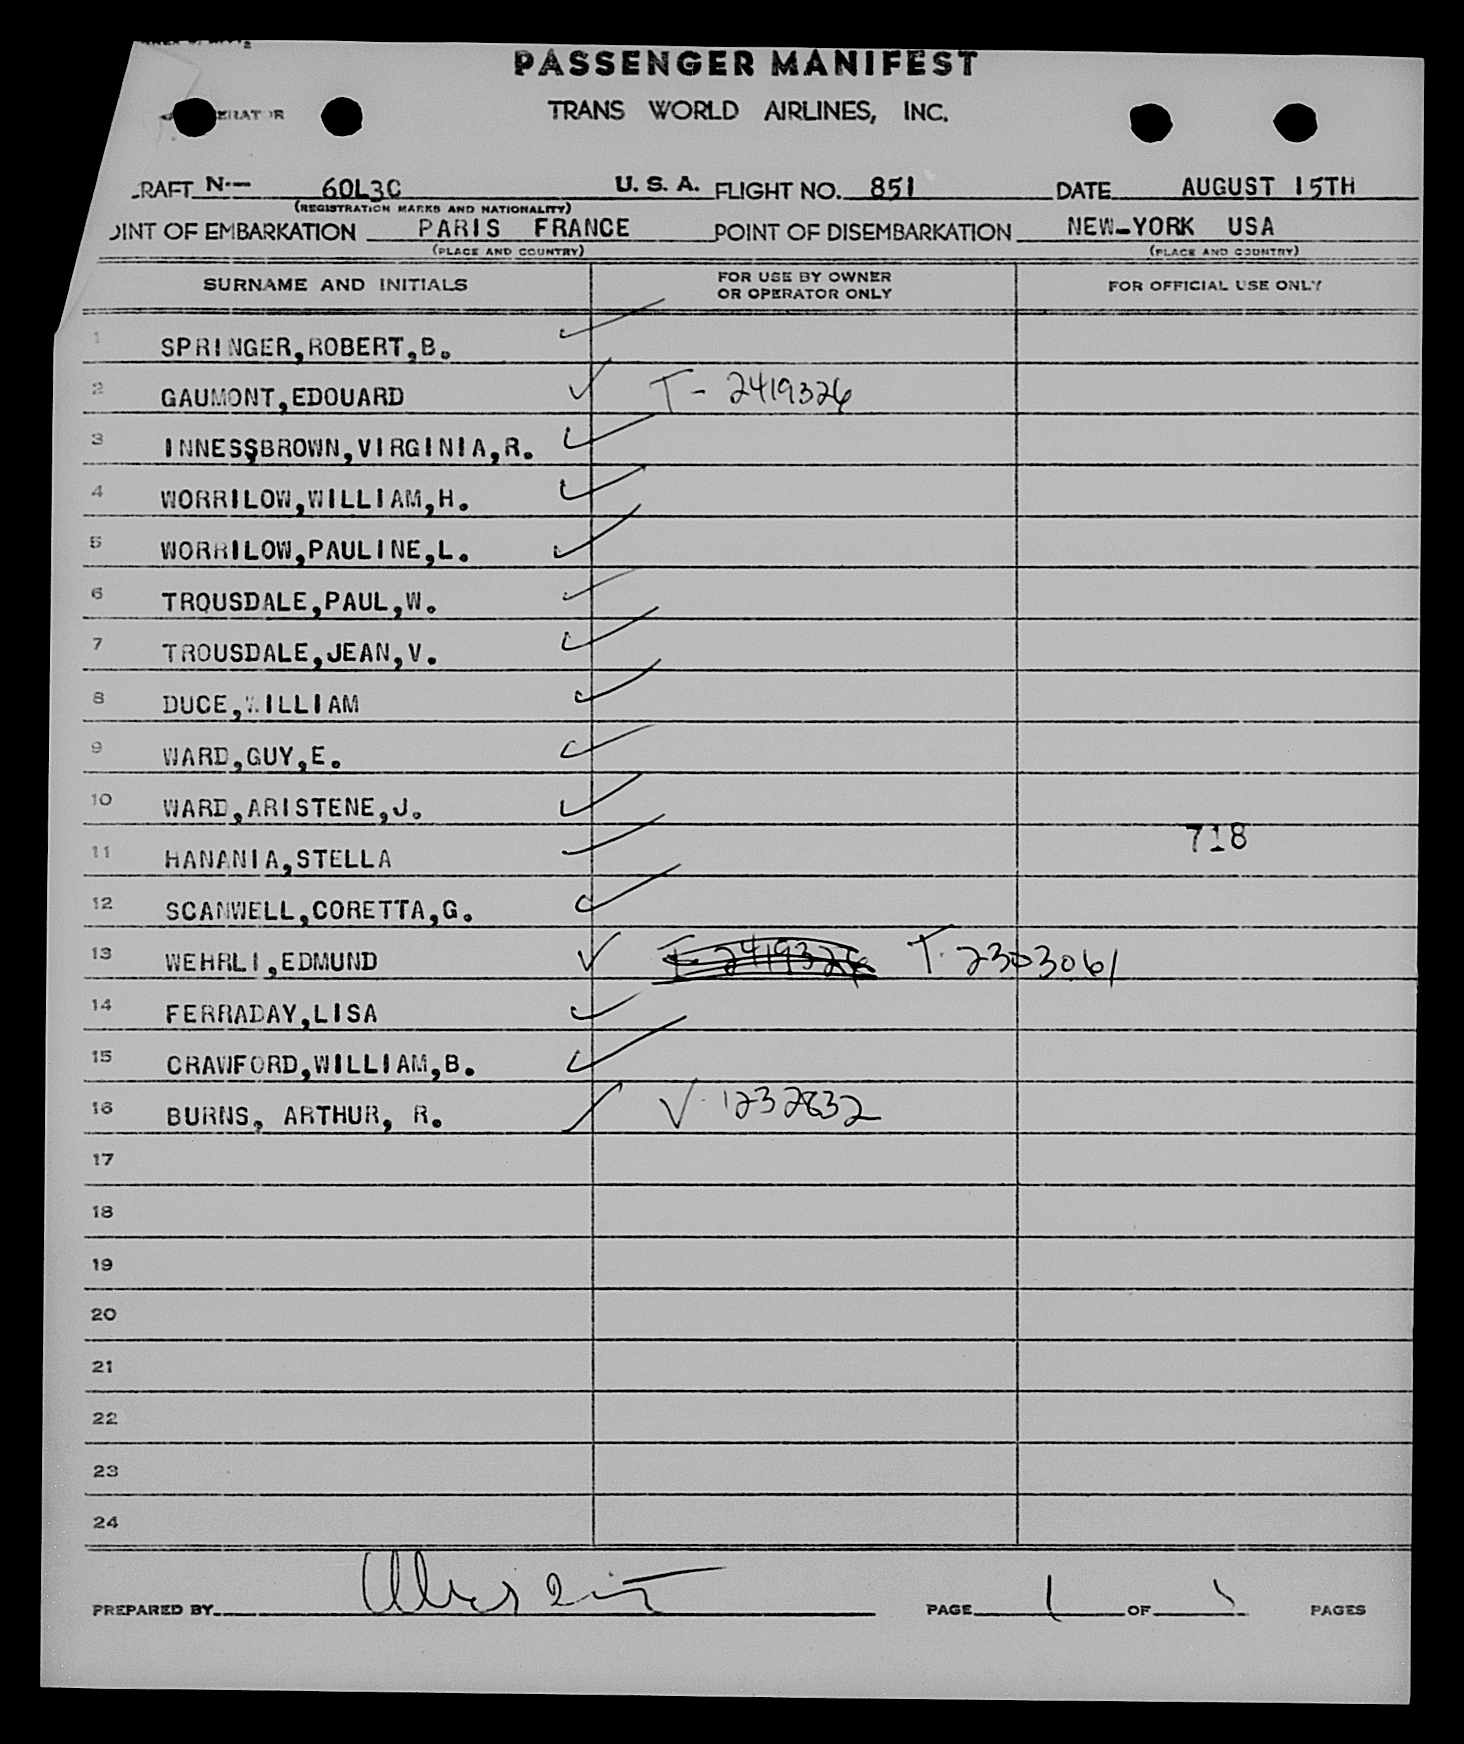 PASSENGER MANIFEST
TRANS WORLD AIRLINES, INC.
ERATOR
RAFT N-- 60L3C U. S. A. FLIGHT NO. 851 DATE AUGUST 15TH
(REGISTRATION MARKS AND NATIONALITY)
OINT OF EMBARKATION PARIS FRANCE POINT OF DISEMBARKATION NEW-YORK USA
(PLACE AND COUNTRY) (PLACE AND COUNTRY)
SURNAME AND INITIALS FOR USE BY OWNER OR OPERATOR ONLY FOR OFFICIAL USE ONLY
1 SPRINGER,ROBERT,B.
2 GAUMONT,EDOUARD T- 2419326
3 INNESSBROWN,VIRGINIA,R.
4 WORRILOW,WILLIAM,H.
5 WORRILOW,PAULINE,L.
6 TROUSDALE,PAUL,W.
7 TROUSDALE,JEAN,V.
8 DUCE,WILLIAM
9 WARD,GUY,E.
10 WARD,ARISTENE,J.
718
11 HANANIA,STELLA
12 SCANWELL,CORETTA,G.
13 WEHRLI,EDMUND T-2419326 T-2303061
14 FERRADAY,LISA
15 CRAWFORD,WILLIAM,B.
16 BURNS, ARTHUR, R. V-1232832
17
18
19
20
21
22
23
24
PREPARED BY PAGE 1 OF 1 PAGES